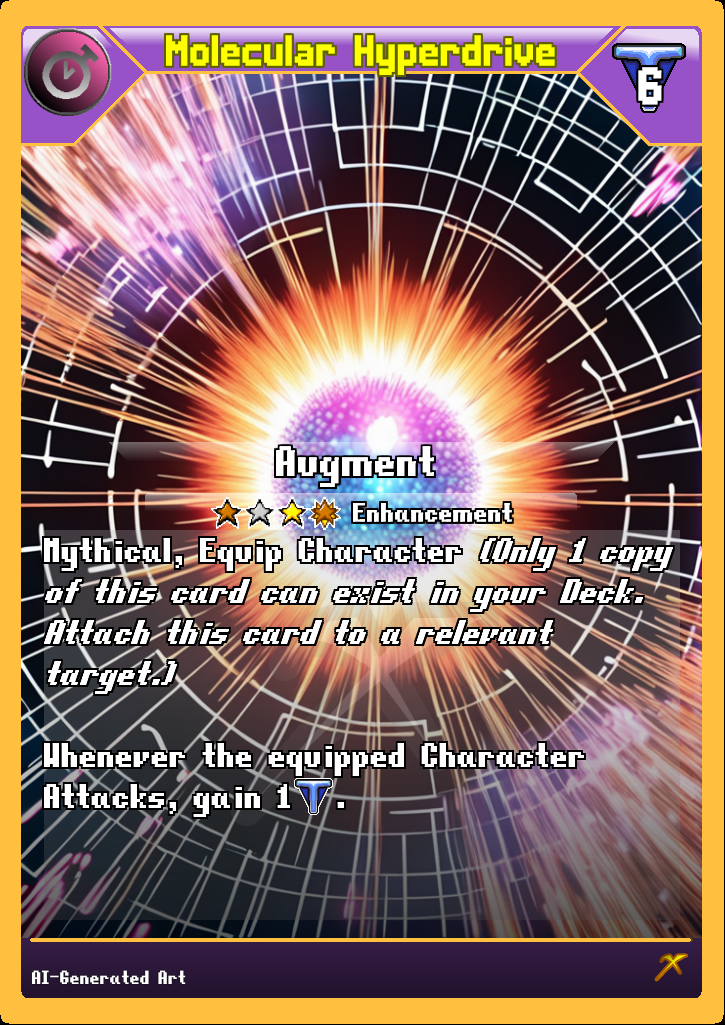 Molecular Hyperdrive
6
Augment
Enhancement
Mythical, Equip Character (Only 1 copy
of this card can exist in your Deck.
Attach this card to a relevant
target.)
Whenever the equipped Character
Attacks, gain 1 T.
AI-Generated Art